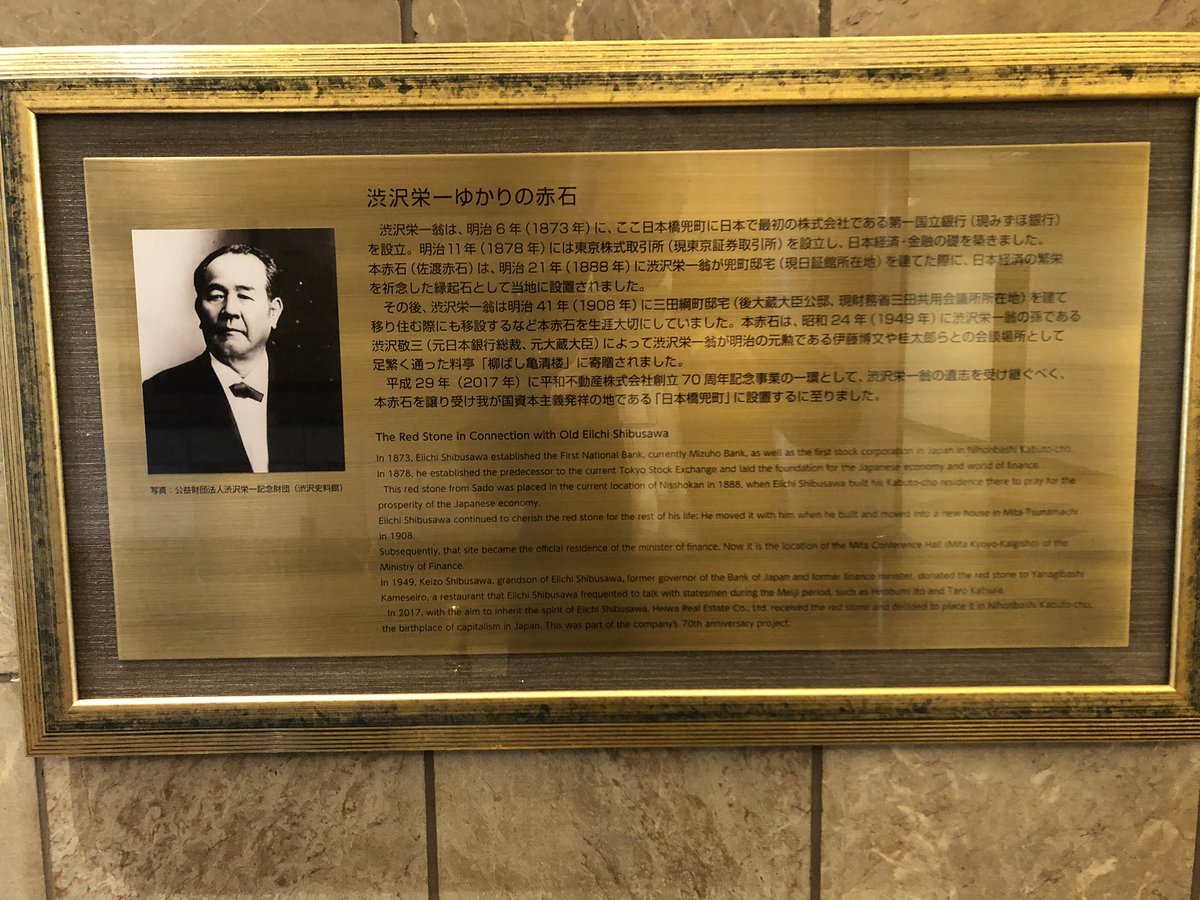 渋沢栄一ゆかりの赤石
渋沢栄一翁は、明治6年(1873年)に、ここ日本橋兜町に日本で最初の株式会社である第一国立銀行(現みずほ銀行)
を設立。明治11年(1878年)には東京株式取引所(現東京証券取引所)を設立し、日本経済・金融の礎を築きました。
本赤石(佐渡赤石)は、明治21年(1888年)に渋沢栄一翁が兜町邸宅(現日証館所在地)を建てた際に、日本経済の繁栄
を祈念した縁起石として当地に設置されました。
その後、渋沢栄一翁は明治41年(1908年)に三田綱町邸宅(後大蔵大臣公邸、現財務省三田共用会議所所在地)を建て
移り住む際にも移設するなど本赤石を生涯大切にしていました。本赤石は、昭和24年(1949年)に渋沢栄一翁の孫である
渋沢敬三(元日本銀行総裁、元大蔵大臣)によって渋沢栄一翁が明治の元勲である伊藤博文や桂太郎らとの会談場所として
足繁く通った料亭「柳ばし亀清楼」に寄贈されました。
平成29年(2017年)に平和不動産株式会社創立70周年記念事業の一環として、渋沢栄一翁の遺志を受け継ぐべく、
本赤石を譲り受け我が国資本主義発祥の地である「日本橋兜町」に設置するに至りました。
The Red Stone in Connection with Old Eiichi Shibusawa
In 1873, Eiichi Shibusawa established the First National Bank, currently Mizuho Bank, as well as the first stock corporation in Japan in Nihonbashi Kabuto-cho.
In 1878, he established the predecessor to the current Tokyo Stock Exchange and laid the foundation for the Japanese economy and world of finance.
This red stone from Sado was placed in the current location of Nisshokan in 1888, when Eiichi Shibusawa built his Kabuto-cho residence there to pray for the
prosperity of the Japanese economy.
Eiichi Shibusawa continued to cherish the red stone for the rest of his life: He moved it with him when he built and moved into a new house in Mita-Tsunamachi
in 1908.
Subsequently, that site became the official residence of the minister of finance. Now it is the location of the Mita Conference Hall (Mita Kyoyo-Kaigisho) of the
Ministry of Finance.
In 1949, Keizo Shibusawa, grandson of Eiichi Shibusawa, former governor of the Bank of Japan and former finance minister, donated the red stone to Yanagibashi
Kameseiro, a restaurant that Eiichi Shibusawa frequented to talk with statesmen during the Meiji period, such as Hirobumi Ito and Taro Katsura.
In 2017, with the aim to inherit the spirit of Eiichi Shibusawa, Heiwa Real Estate Co., Ltd. received the red stone and decided to place it in Nihonbashi Kabuto-cho,
the birthplace of capitalism in Japan. This was part of the company's 70th anniversary project.
写真:公益財団法人渋沢栄一記念財団(渋沢史料館)